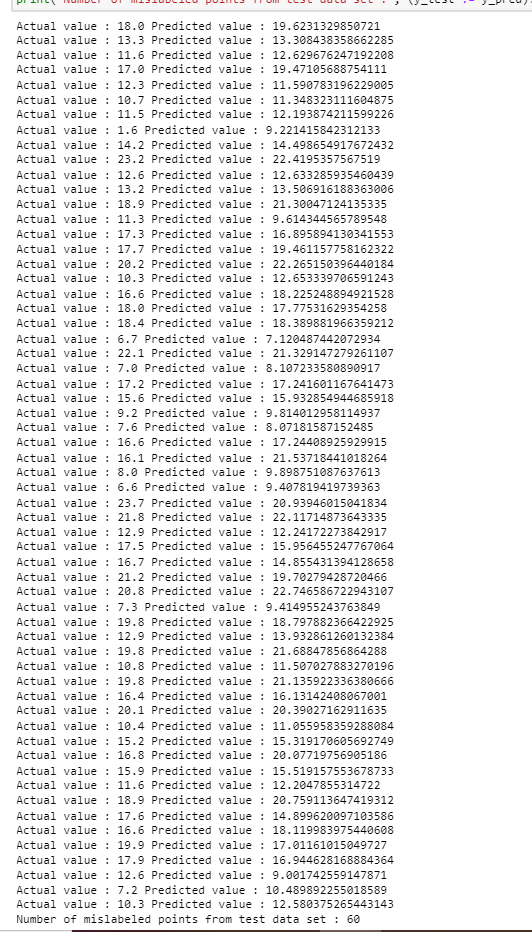 print("Number of mislabeled points from test data set : , (y_test != y_pred).
Actual value : 18.0 Predicted value : 19.6231329850721
Actual value : 13.3 Predicted value : 13.308438358662285
Actual value : 11.6 Predicted value : 12.629676247192208
Actual value : 17.0 Predicted value : 19.47105688754111
Actual value : 12.3 Predicted value : 11.590783196229005
Actual value : 10.7 Predicted value : 11.348323111604875
Actual value : 11.5 Predicted value : 12.193874211599226
Actual value : 1.6 Predicted value : 9.221415842312133
Actual value : 14.2 Predicted value : 14.498654917672432
Actual value : 23.2 Predicted value : 22.4195357567519
Actual value : 12.6 Predicted value : 12.633285935460439
Actual value : 13.2 Predicted value : 13.506916188363006
Actual value : 18.9 Predicted value : 21.30047124135335
Actual value : 11.3 Predicted value : 9.614344565789548
Actual value : 17.3 Predicted value : 16.895894130341553
Actual value : 17.7 Predicted value : 19.461157758162322
Actual value : 20.2 Predicted value : 22.265150396440184
Actual value : 10.3 Predicted value : 12.653339706591243
Actual value : 16.6 Predicted value : 18.225248894921528
Actual value : 18.0 Predicted value : 17.77531629354258
Actual value : 18.4 Predicted value : 18.389881966359212
Actual value : 6.7 Predicted value : 7.120487442072934
Actual value : 22.1 Predicted value : 21.329147279261107
Actual value : 7.0 Predicted value : 8.107233580890917
Actual value : 17.2 Predicted value : 17.241601167641473
Actual value : 15.6 Predicted value : 15.932854944685918
Actual value : 9.2 Predicted value : 9.814012958114937
Actual value : 7.6 Predicted value : 8.07181587152485
Actual value : 16.6 Predicted value : 17.24408925929915
Actual value : 16.1 Predicted value : 21.53718441018264
Actual value : 8.0 Predicted value : 9.898751087637613
Actual value : 6.6 Predicted value : 9.407819419739363
Actual value : 23.7 Predicted value : 20.93946015041834
Actual value : 21.8 Predicted value : 22.11714873643335
Actual value : 12.9 Predicted value : 12.24172273842917
Actual value : 17.5 Predicted value : 15.956455247767064
Actual value : 16.7 Predicted value : 14.855431394128658
Actual value : 21.2 Predicted value : 19.70279428720466
Actual value : 20.8 Predicted value : 22.746586722943107
Actual value : 7.3 Predicted value : 9.414955243763849
Actual value : 19.8 Predicted value : 18.797882366422925
Actual value : 12.9 Predicted value : 13.932861260132384
Actual value : 19.8 Predicted value : 21.68847856864288
Actual value : 10.8 Predicted value : 11.507027883270196
Actual value : 19.8 Predicted value : 21.135922336380666
Actual value : 16.4 Predicted value : 16.13142408067001
Actual value : 20.1 Predicted value : 20.39027162911635
Actual value : 10.4 Predicted value : 11.055958359288084
Actual value : 15.2 Predicted value : 15.319170605692749
Actual value : 16.8 Predicted value : 20.07719756905186
Actual value : 15.9 Predicted value : 15.519157553678733
Actual value : 11.6 Predicted value : 12.2047855314722
Actual value : 18.9 Predicted value : 20.759113647419312
Actual value : 17.6 Predicted value : 14.899620097103586
Actual value : 16.6 Predicted value : 18.119983975440608
Actual value : 19.9 Predicted value : 17.01161015049727
Actual value : 17.9 Predicted value : 16.944628168884364
Actual value : 12.6 Predicted value : 9.001742559147871
Actual value : 7.2 Predicted value : 10.489892255018589
Actual value : 10.3 Predicted value : 12.580375265443143
Number of mislabeled points from test data set : 60